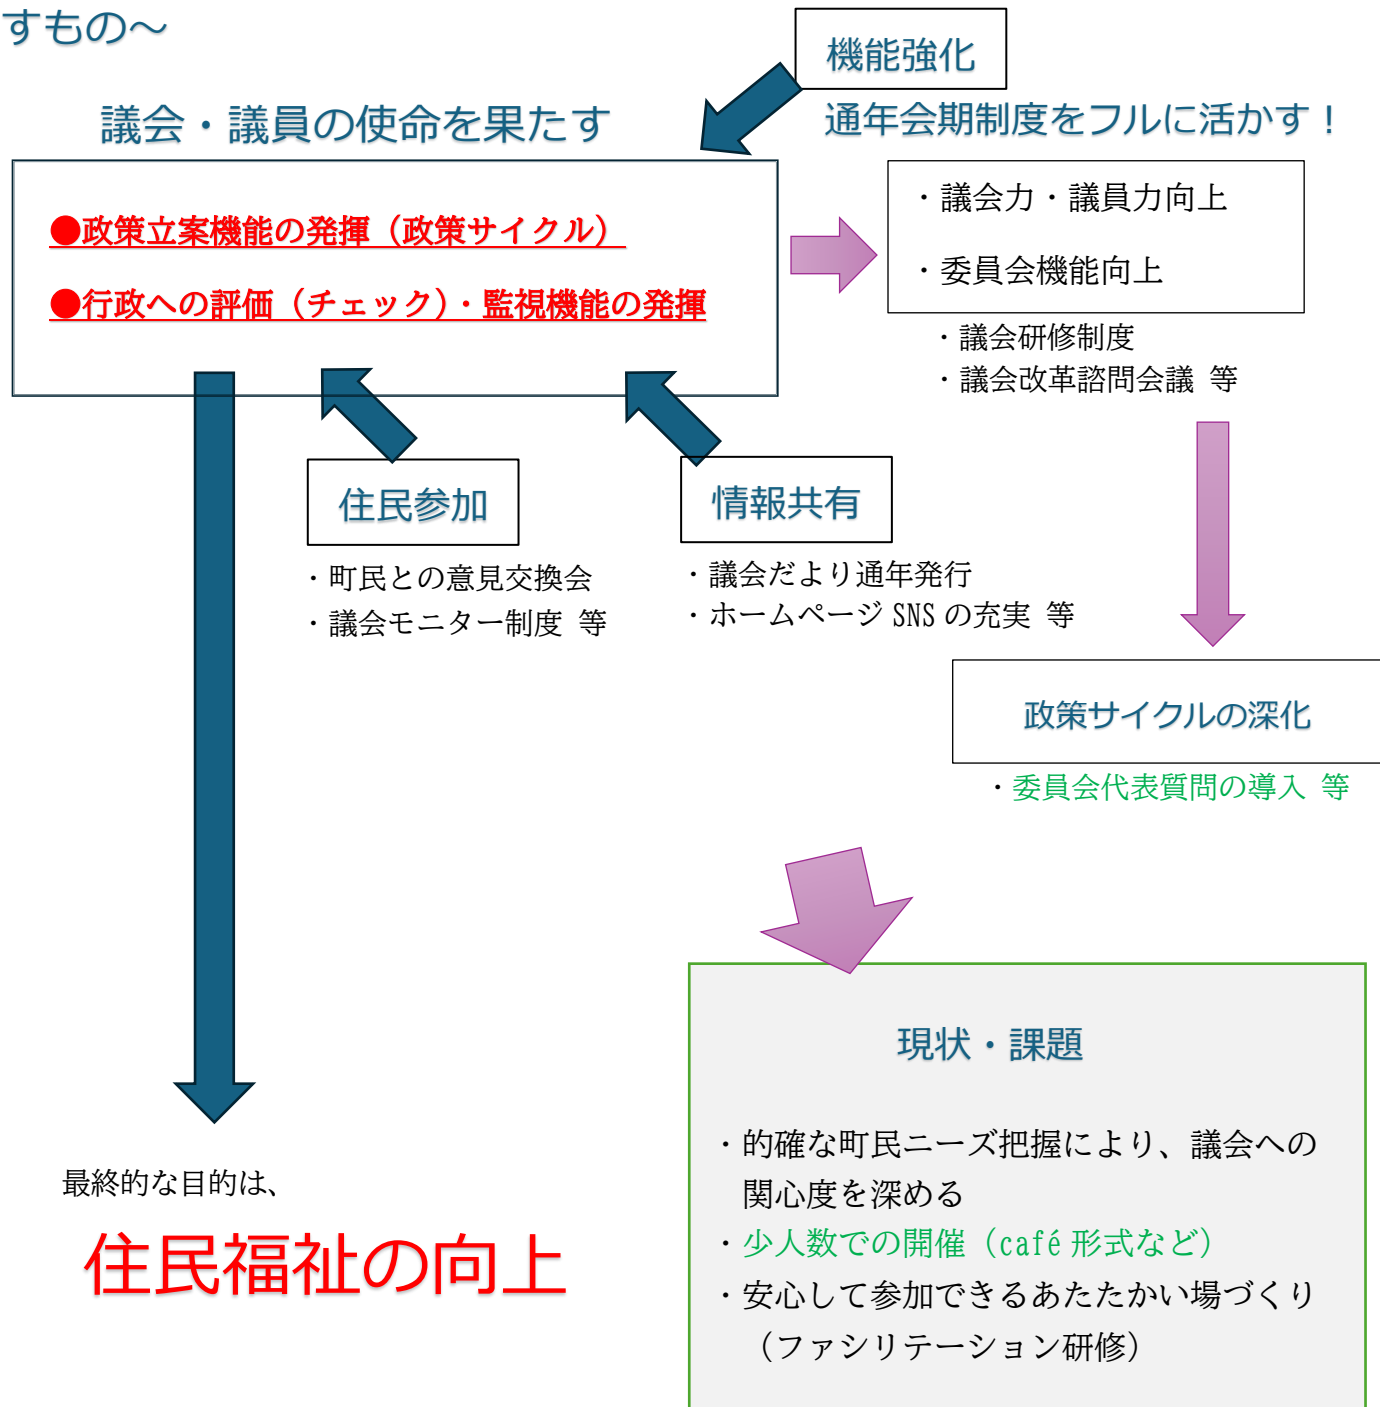 すもの～
機能強化
議会・議員の使命を果たす
通年会期制度をフルに活かす！
●政策立案機能の発揮（政策サイクル）
●行政への評価（チェック）・監視機能の発揮
・議会力・議員力向上
・委員会機能向上
・議会研修制度
・議会改革諮問会議 等
住民参加
・町民との意見交換会
・議会モニター制度 等
情報共有
・議会だより通年発行
・ホームページ SNS の充実 等
政策サイクルの深化
・委員会代表質問の導入 等
最終的な目的は、
住民福祉の向上
現状・課題
・的確な町民ニーズ把握により、議会への
関心度を深める
・少人数での開催（café 形式など）
・安心して参加できるあたたかい場づくり
（ファシリテーション研修）